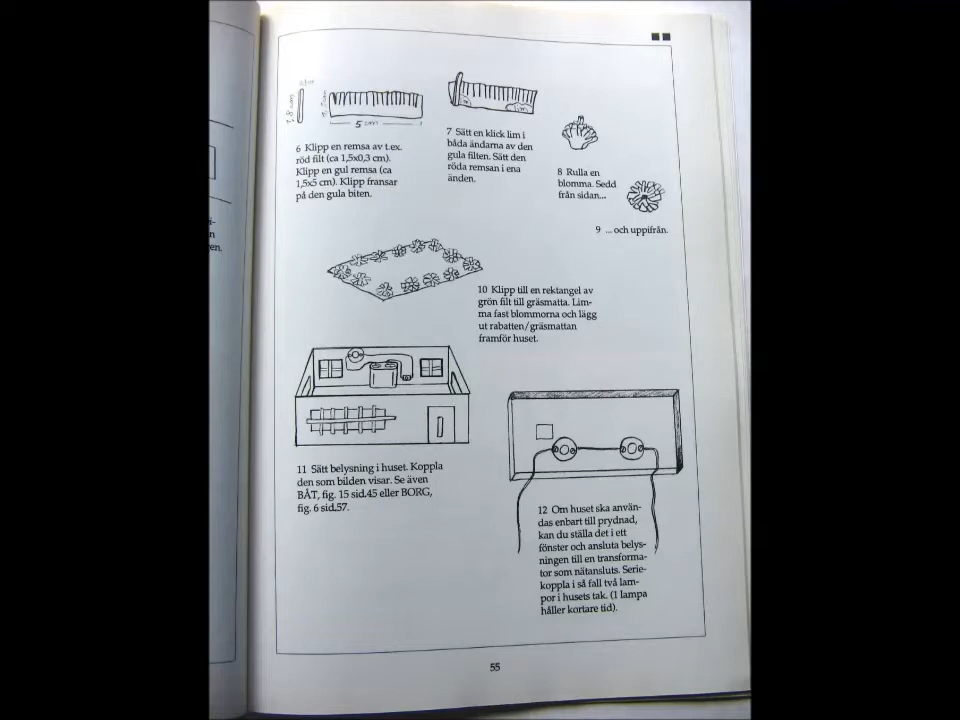 5 cm
6 Klipp en remsa av t.ex.
röd filt (ca 1,5x0,3 cm).
Klipp en gul remsa (ca
1,5x5 cm). Klipp fransar
på den gula biten.
lim
7 Sätt en klick lim i
båda ändarna av den
gula filten. Sätt den
röda remsan i ena
änden.
8 Rulla en
blomma. Sedd
från sidan...
9 ... och uppifrån.
10 Klipp till en rektangel av
grön filt till gräsmatta. Lim-
ma fast blommorna och lägg
ut rabatten/gräsmattan
framför huset.
11 Sätt belysning i huset. Koppla
den som bilden visar. Se även
BÅT, fig. 15 sid.45 eller BORG,
fig. 6 sid.57.
12 Om huset ska använ-
das enbart till prydnad,
kan du ställa det i ett
fönster och ansluta belys-
ningen till en transforma-
tor som nätansluts. Serie-
koppla i så fall två lam-
por i husets tak. (1 lampa
håller kortare tid).
55